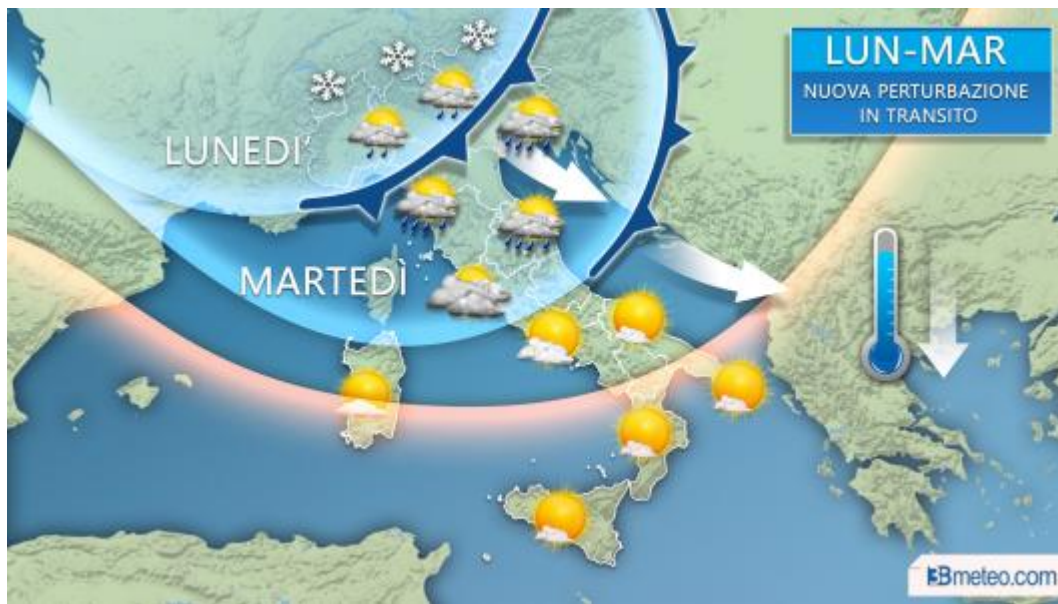 LUN-MAR
NUOVA PERTURBAZIONE
IN TRANSITO
LUNEDI'
MARTEDÌ
3Bmeteo.com